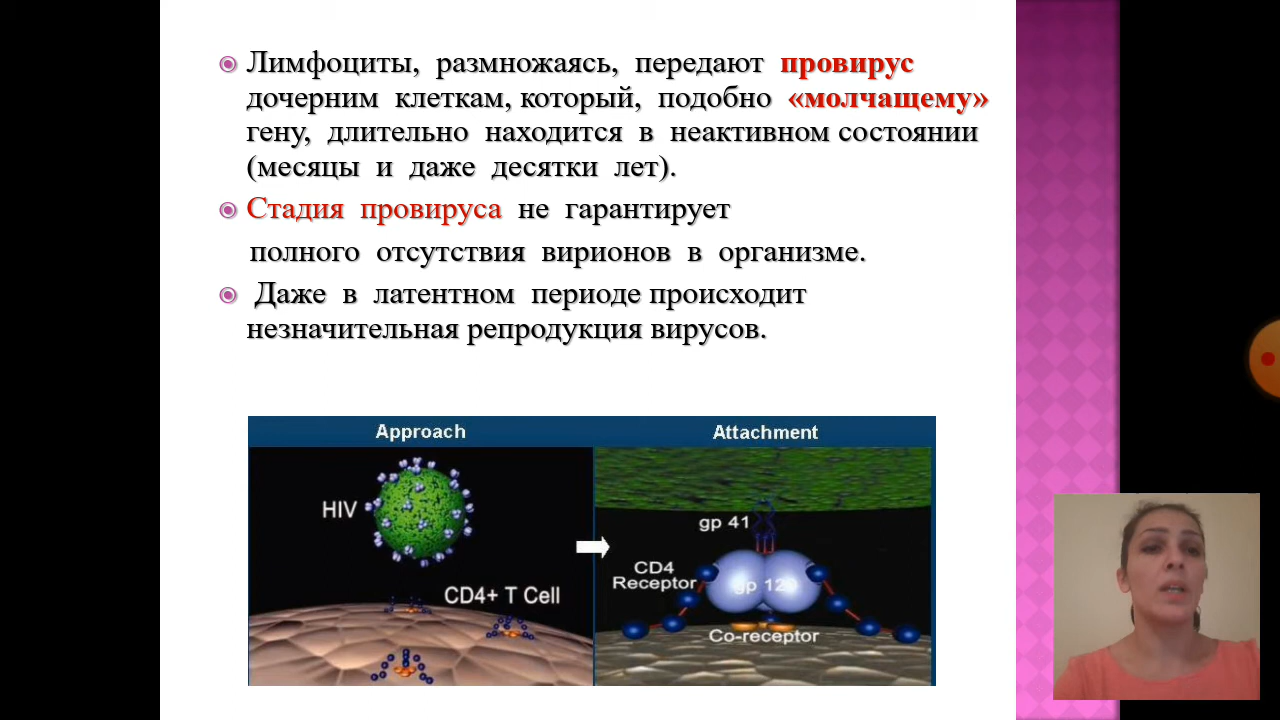 Лимфоциты, размножаясь, передают провирус
дочерним клеткам, который, подобно «молчащему»
гену, длительно находится в неактивном состоянии
(месяцы и даже десятки лет).
Стадия провируса не гарантирует
полного отсутствия вирионов в организме.
Даже в латентном периоде происходит
незначительная репродукция вирусов.
Approach
Attachment
HIV
CD4+ T Cell
gp 41
CD4
Receptor
gp 120
Co-receptor